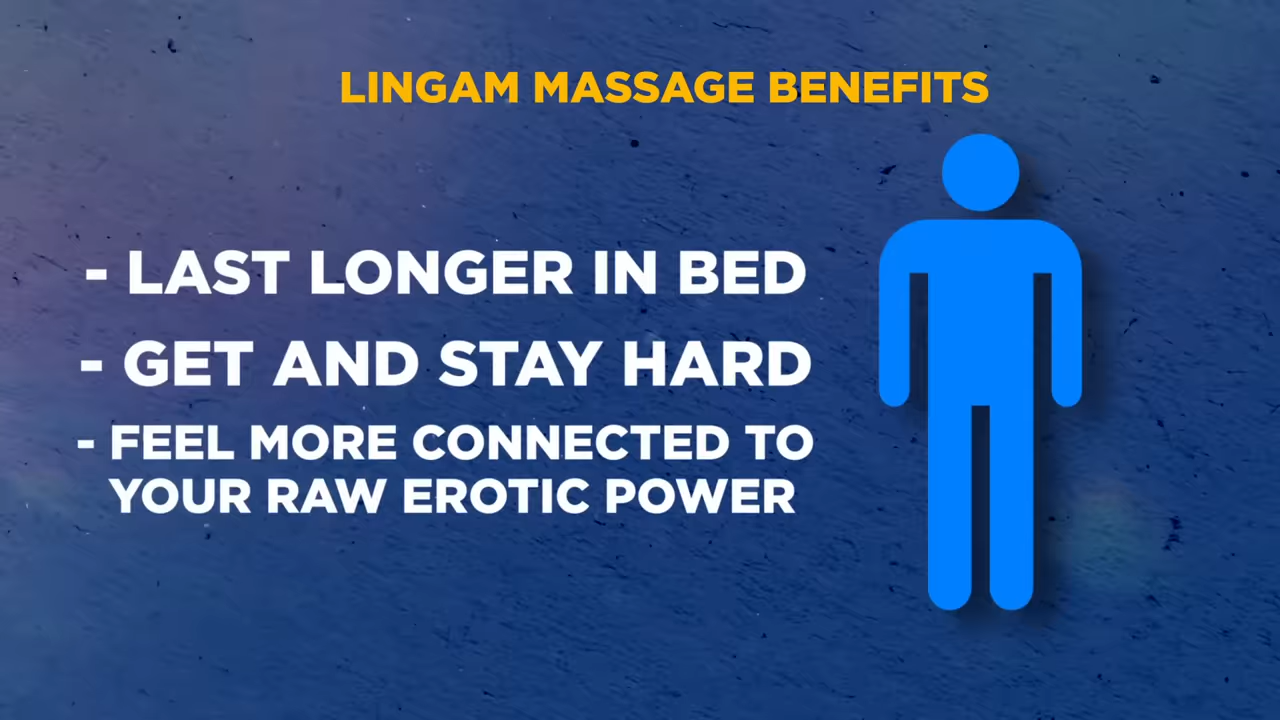 LINGAM MASSAGE BENEFITS
- LAST LONGER IN BED
- GET AND STAY HARD
- FEEL MORE CONNECTED TO
YOUR RAW EROTIC POWER